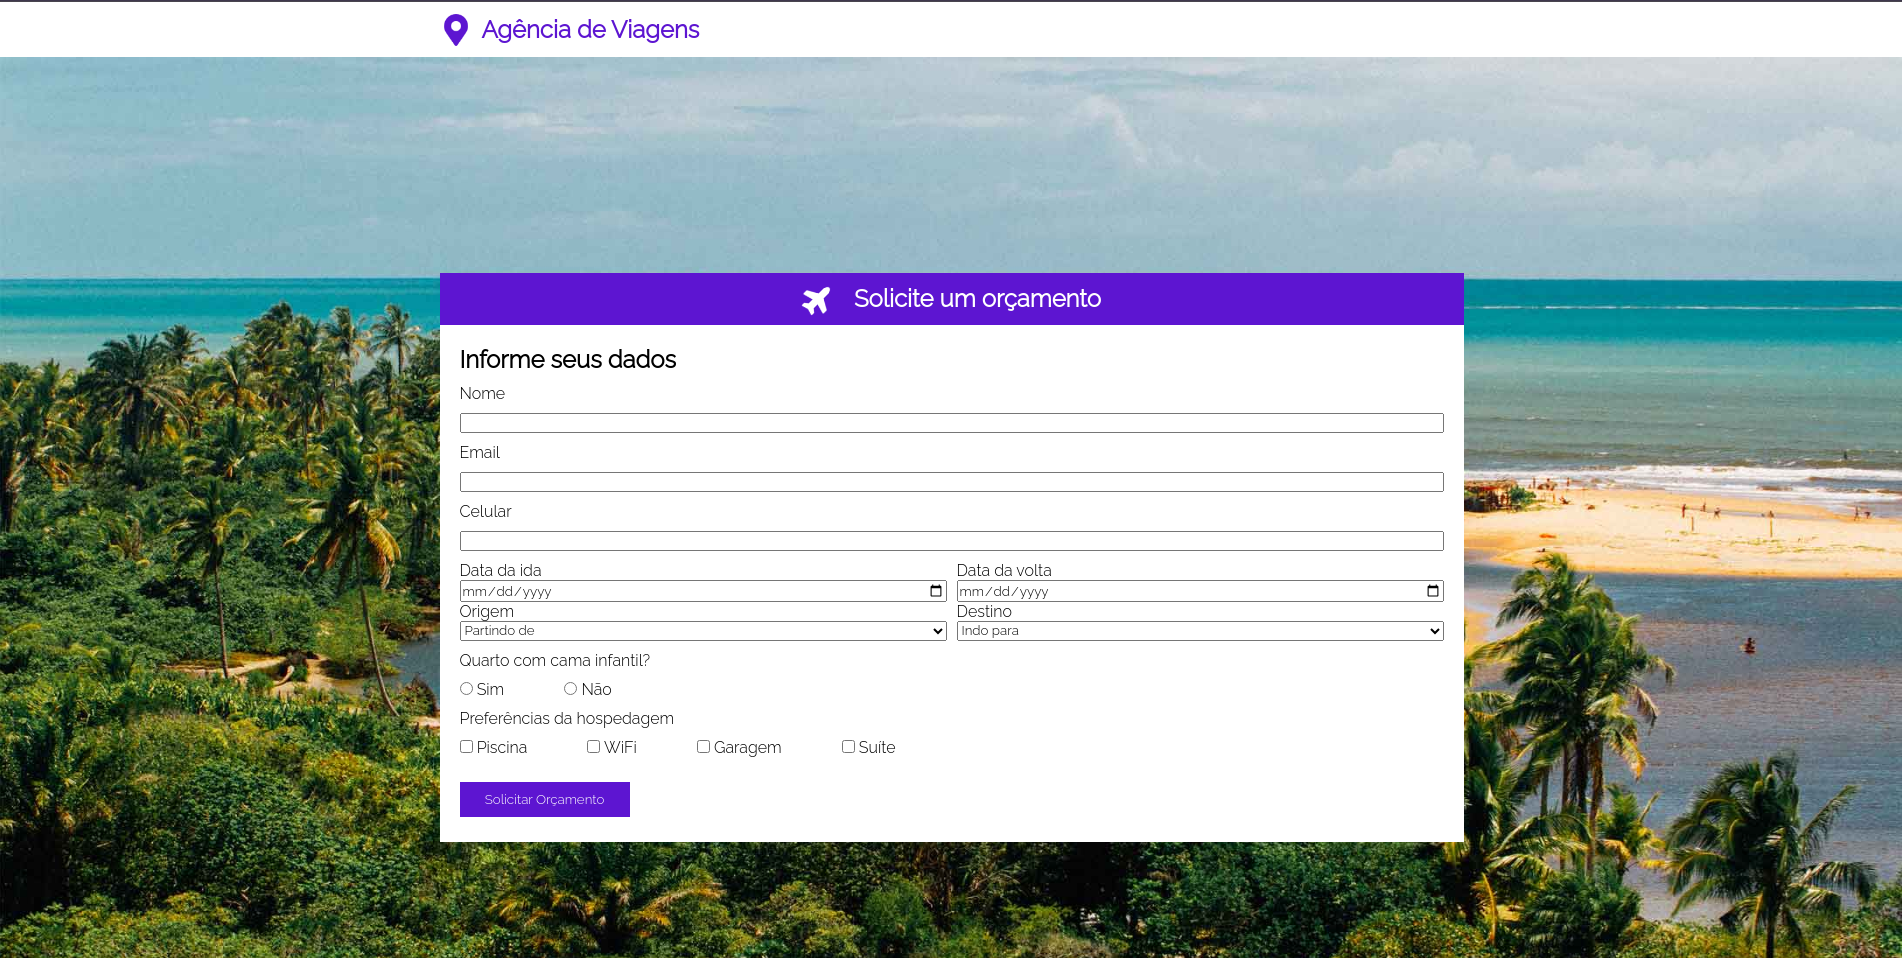 Agência de Viagens
Solicite um orçamento
Informe seus dados
Nome
Email
Celular
Data da ida Data da volta
mm/dd/yyyy mm/dd/yyyy
Origem Destino
Partindo de Indo para
Quarto com cama infantil?
Sim Não
Preferências da hospedagem
Piscina WiFi Garagem Suíte
Solicitar Orçamento